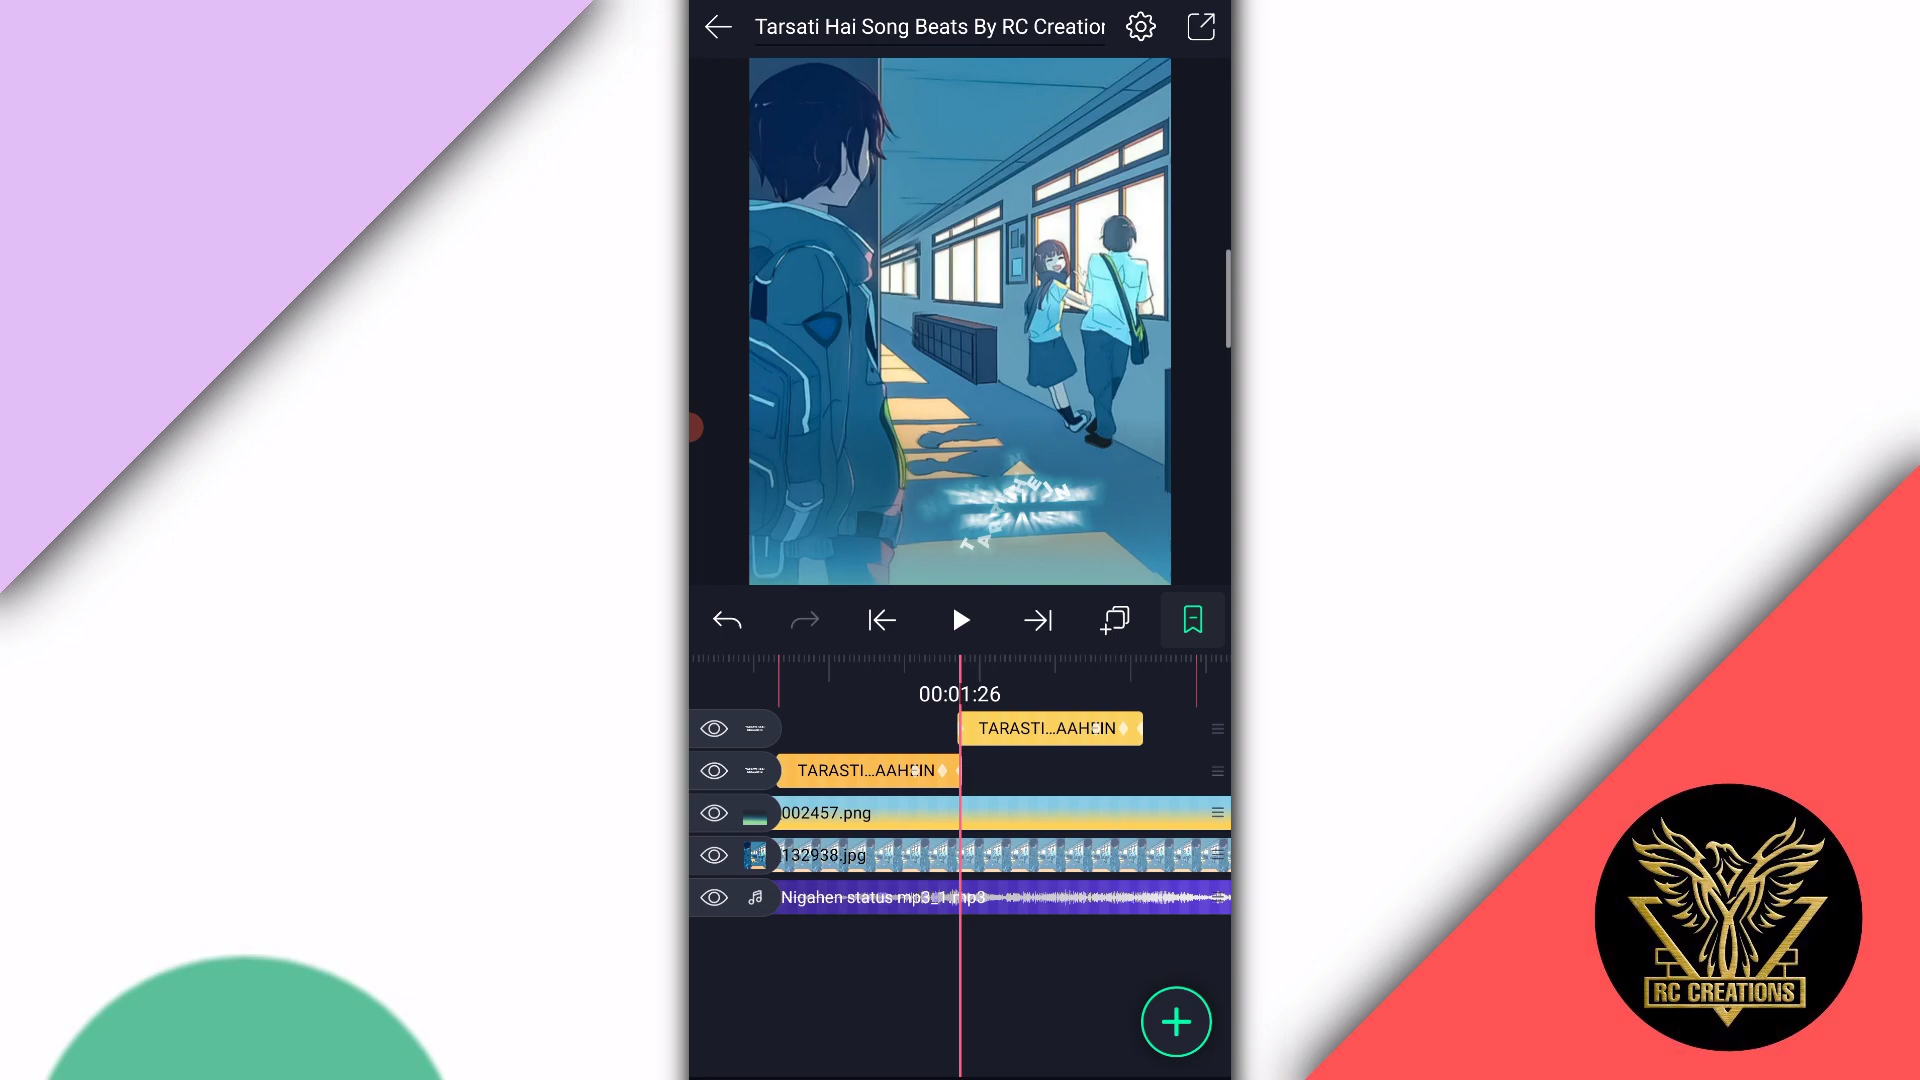 Tarsati Hai Song Beats By RC Creation
00:01:26
TARASTI...AAHEIN
TARASTI...AAHEIN
002457.png
132938.jpg
Nigahen status mp3_1.mp3
RC CREATIONS